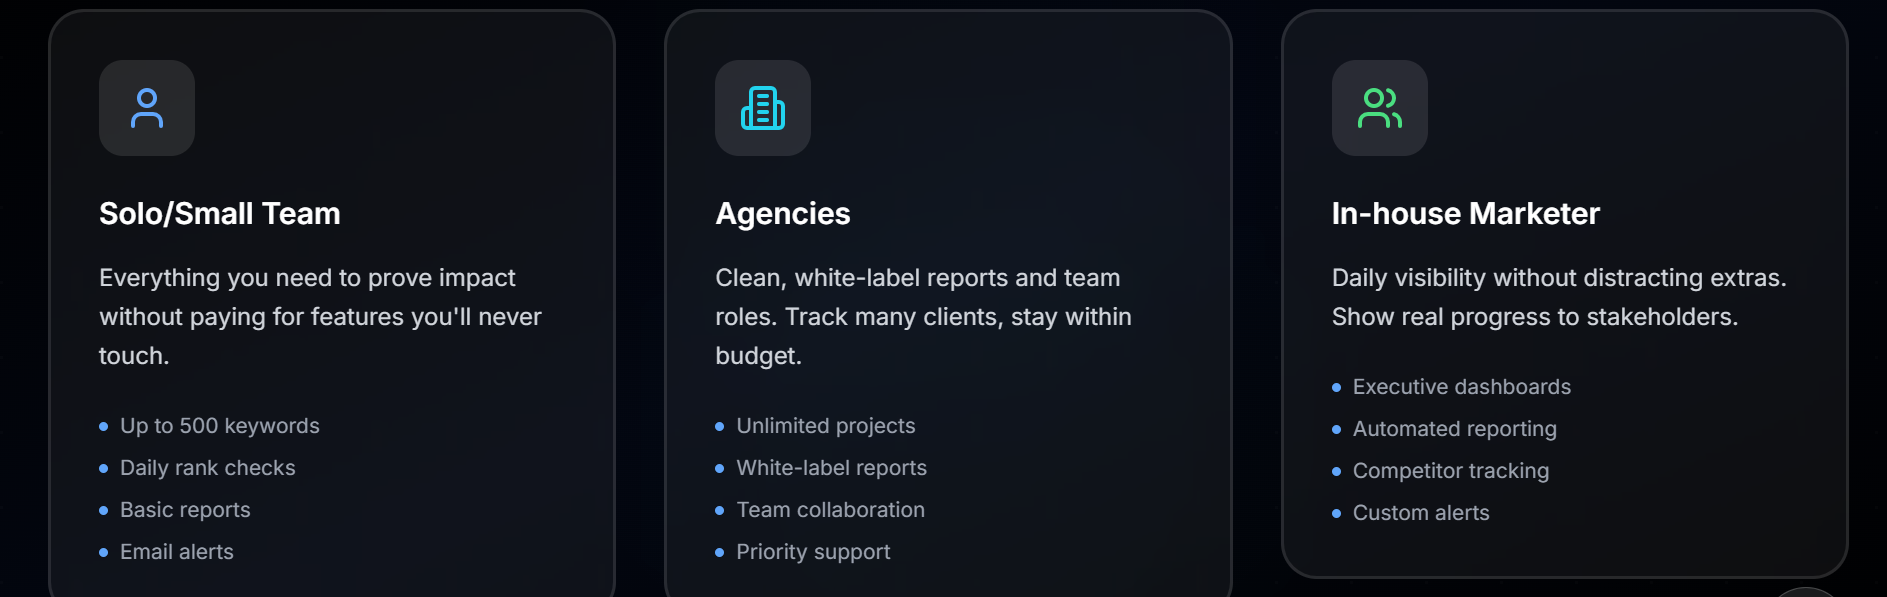 Solo/Small Team
Everything you need to prove impact
without paying for features you'll never
touch.
Up to 500 keywords
Daily rank checks
Basic reports
Email alerts
Agencies
Clean, white-label reports and team
roles. Track many clients, stay within
budget.
Unlimited projects
White-label reports
Team collaboration
Priority support
In-house Marketer
Daily visibility without distracting extras.
Show real progress to stakeholders.
Executive dashboards
Automated reporting
Competitor tracking
Custom alerts